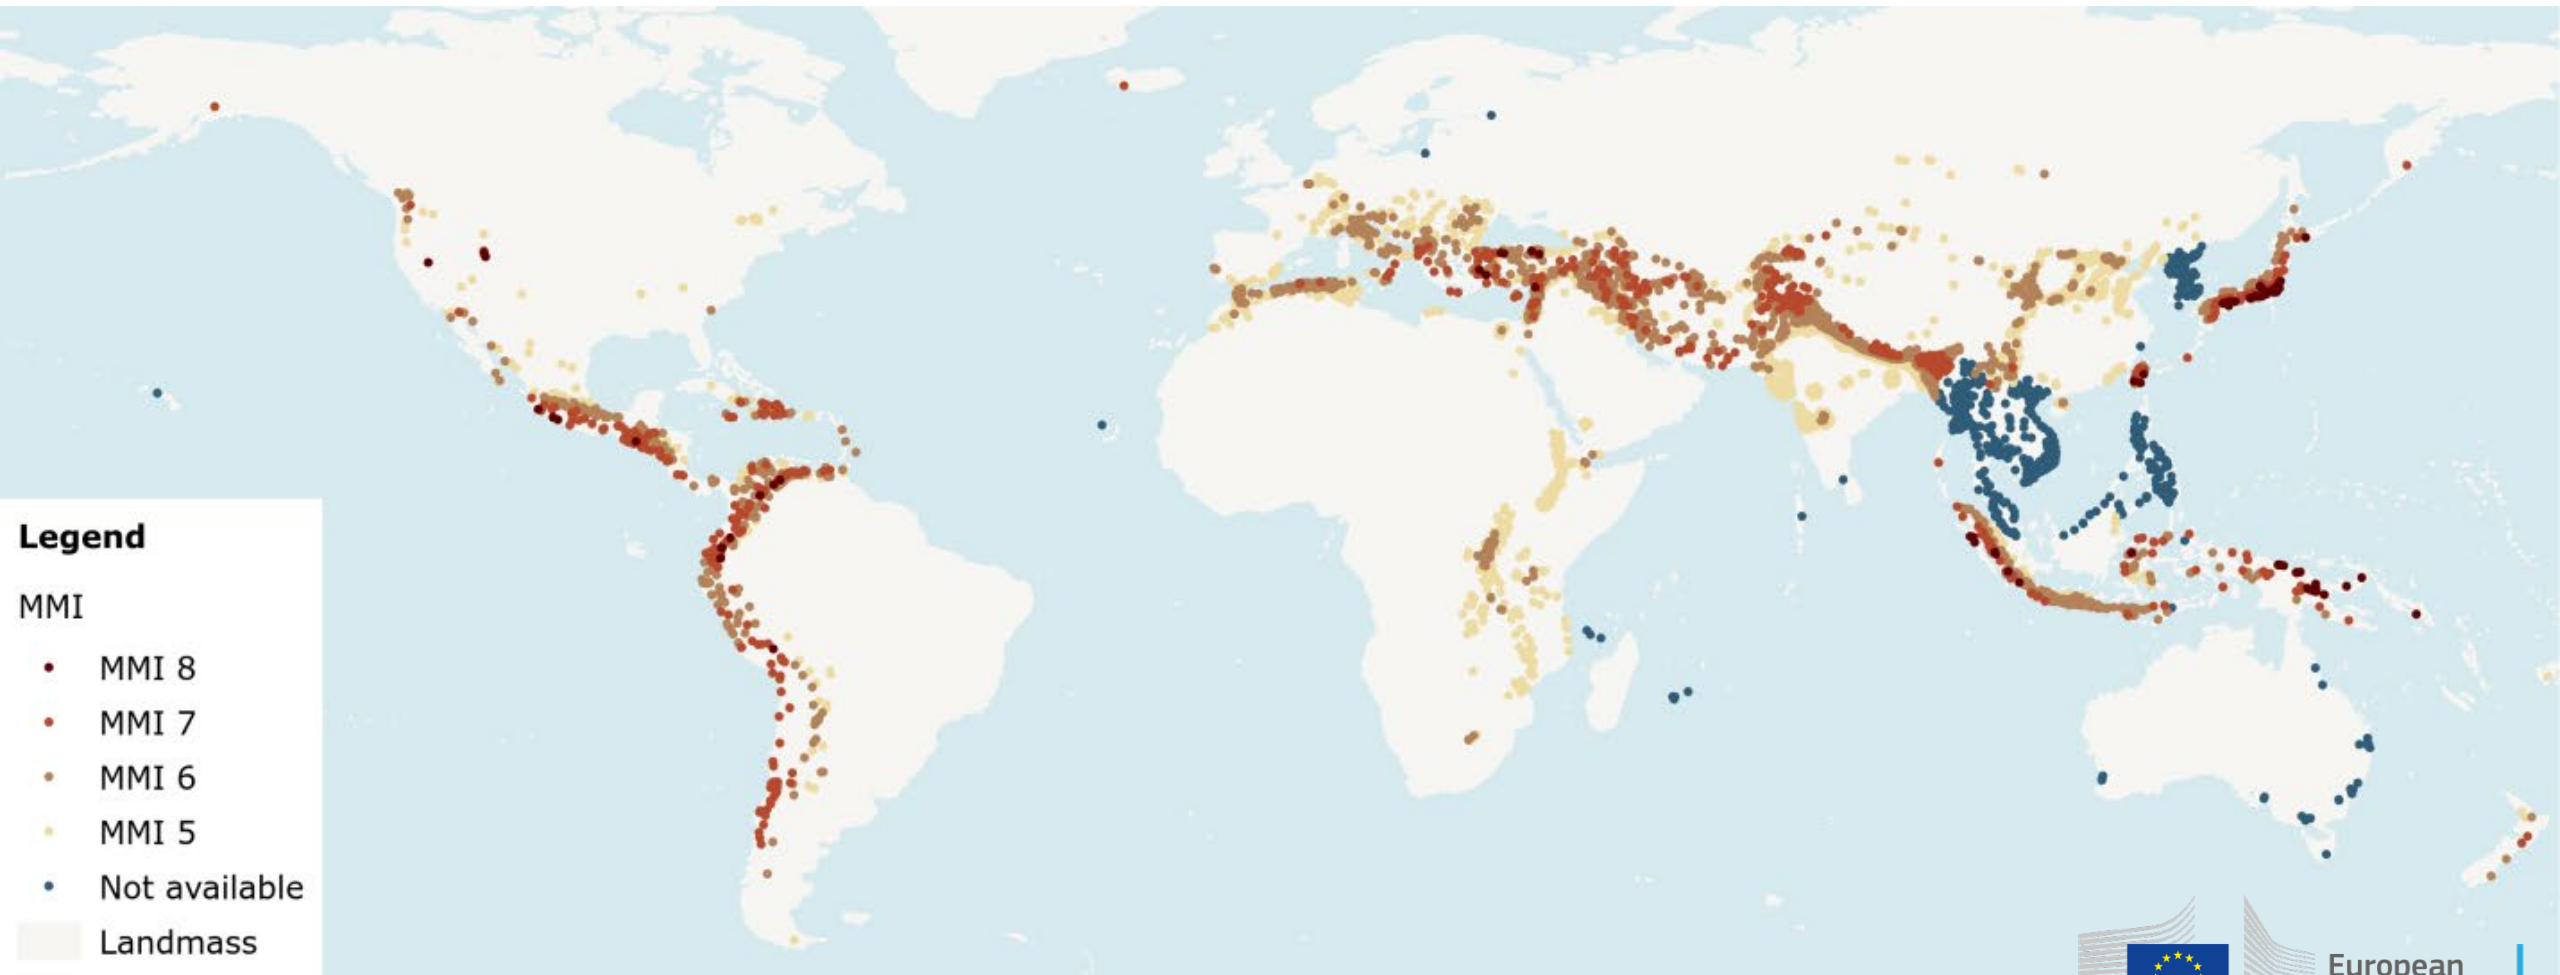 Legend
MMI
MMI 8
MMI 7
MMI 6
MMI 5
Not available
Landmass
European